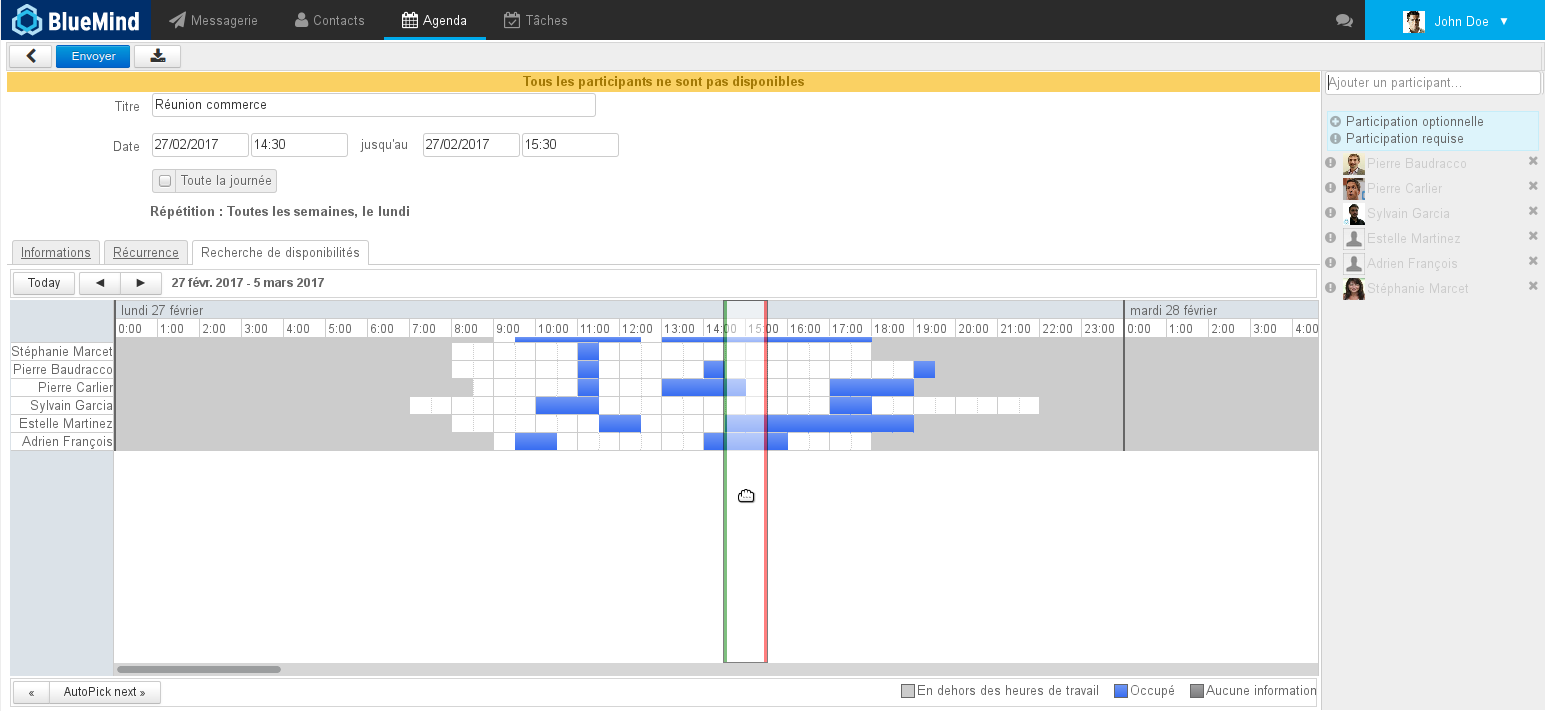 BlueMind Messagerie Contacts Agenda Tâches John Doe ▼
Envoyer
Tous les participants ne sont pas disponibles
Ajouter un participant...
Titre Réunion commerce
Date 27/02/2017 14:30 jusqu'au 27/02/2017 15:30
Toute la journée
Répétition : Toutes les semaines, le lundi
Participation optionnelle
Participation requise
Pierre Baudracco
Pierre Carlier
Sylvain Garcia
Estelle Martinez
Adrien François
Stéphanie Marcet
Informations Récurrence Recherche de disponibilités
Today ◄ ► 27 févr. 2017 - 5 mars 2017
lundi 27 février mardi 28 février
0:00 1:00 2:00 3:00 4:00 5:00 6:00 7:00 8:00 9:00 10:00 11:00 12:00 13:00 14:00 15:00 16:00 17:00 18:00 19:00 20:00 21:00 22:00 23:00 0:00 1:00 2:00 3:00 4:00
Stéphanie Marcet
Pierre Baudracco
Pierre Carlier
Sylvain Garcia
Estelle Martinez
Adrien François
« AutoPick next » En dehors des heures de travail Occupé Aucune information